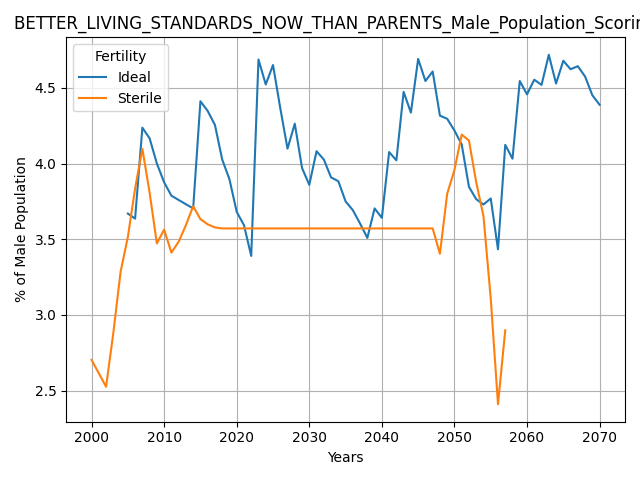 BETTER_LIVING_STANDARDS_NOW_THAN_PARENTS_Male_Population_Scorin
Fertility
Ideal
Sterile
% of Male Population
4.5
4.0
3.5
3.0
2.5
2000 2010 2020 2030 2040 2050 2060 2070
Years